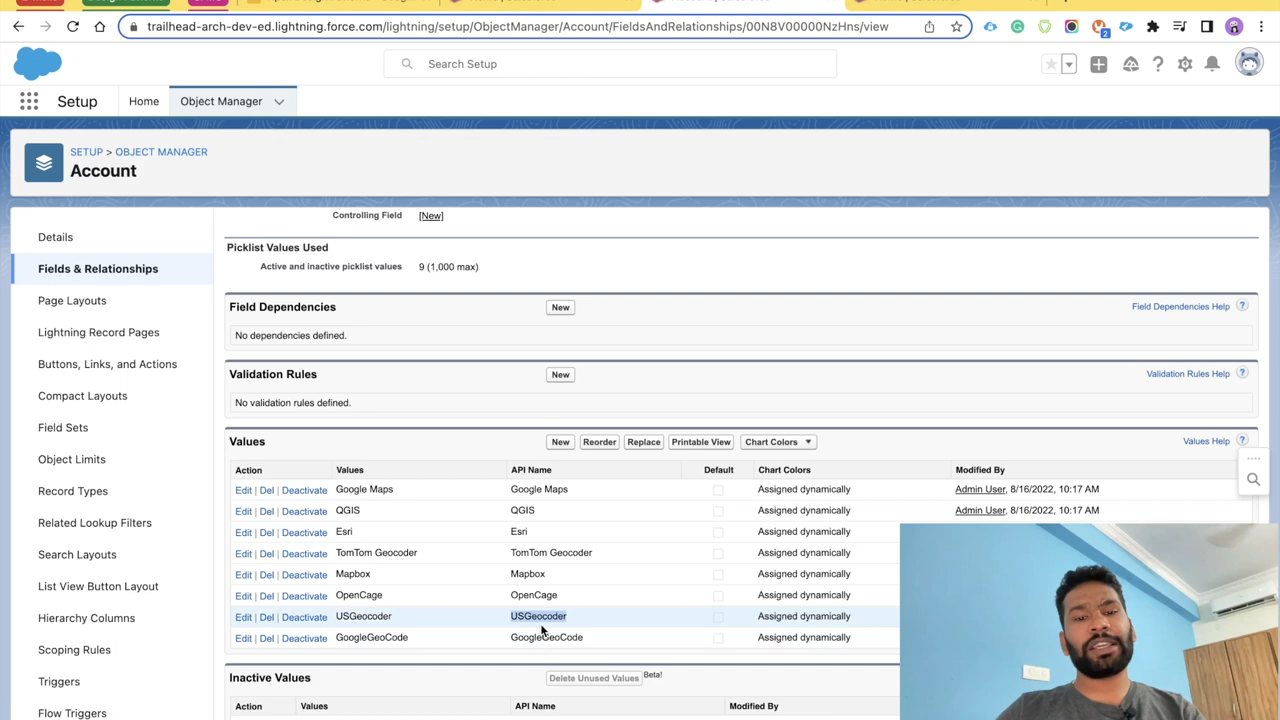 trailhead-arch-dev-ed.lightning.force.com/lightning/setup/ObjectManager/Account/FieldsAndRelationships/00N8V00000NzHns/view
2
Search Setup
Setup
Home
Object Manager
SETUP > OBJECT MANAGER
Account
Details
Fields & Relationships
Page Layouts
Lightning Record Pages
Buttons, Links, and Actions
Compact Layouts
Field Sets
Object Limits
Record Types
Related Lookup Filters
Search Layouts
List View Button Layout
Hierarchy Columns
Scoping Rules
Triggers
Flow Triggers
Controlling Field [New]
Picklist Values Used
Active and inactive picklist values 9 (1,000 max)
Field Dependencies New Field Dependencies Help ?
No dependencies defined.
Validation Rules New Validation Rules Help ?
No validation rules defined.
Values New Reorder Replace Printable View Chart Colors Values Help ?
Action Values API Name Default Chart Colors Modified By
Edit | Del | Deactivate Google Maps Google Maps Assigned dynamically Admin User, 8/16/2022, 10:17 AM
Edit | Del | Deactivate QGIS QGIS Assigned dynamically Admin User, 8/16/2022, 10:17 AM
Edit | Del | Deactivate Esri Esri Assigned dynamically
Edit | Del | Deactivate TomTom Geocoder TomTom Geocoder Assigned dynamically
Edit | Del | Deactivate Mapbox Mapbox Assigned dynamically
Edit | Del | Deactivate OpenCage OpenCage Assigned dynamically
Edit | Del | Deactivate USGeocoder USGeocoder Assigned dynamically
Edit | Del | Deactivate GoogleGeoCode GoogleGeoCode Assigned dynamically
Inactive Values Delete Unused Values Beta!
Action Values API Name Modified By